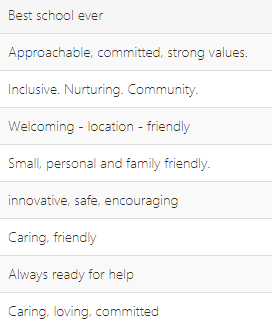 Best school ever
Approachable, committed, strong values.
Inclusive. Nurturing. Community.
Welcoming - location - friendly
Small, personal and family friendly.
innovative, safe, encouraging
Caring, friendly
Always ready for help
Caring, loving, committed